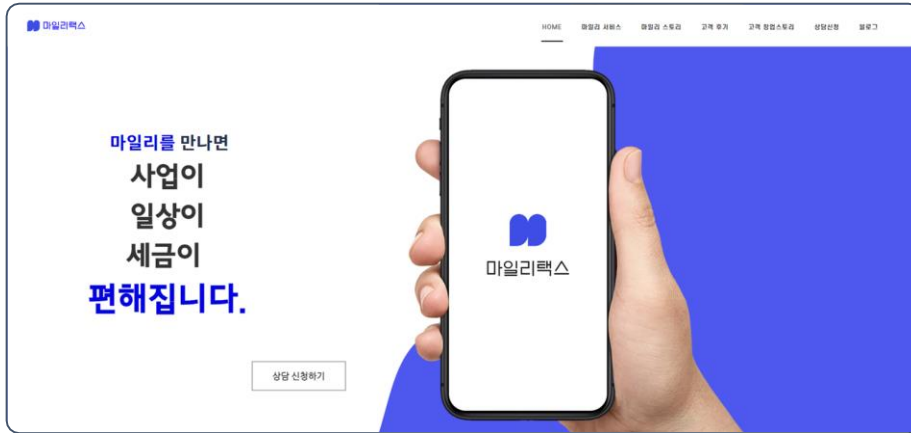 마일리택스
HOME 마일리 서비스 마일리 스토리 고객 후기 고객 창업스토리 상담신청 블로그
마일리를 만나면
사업이
일상이
세금이
편해집니다.
상담 신청하기
마일리택스